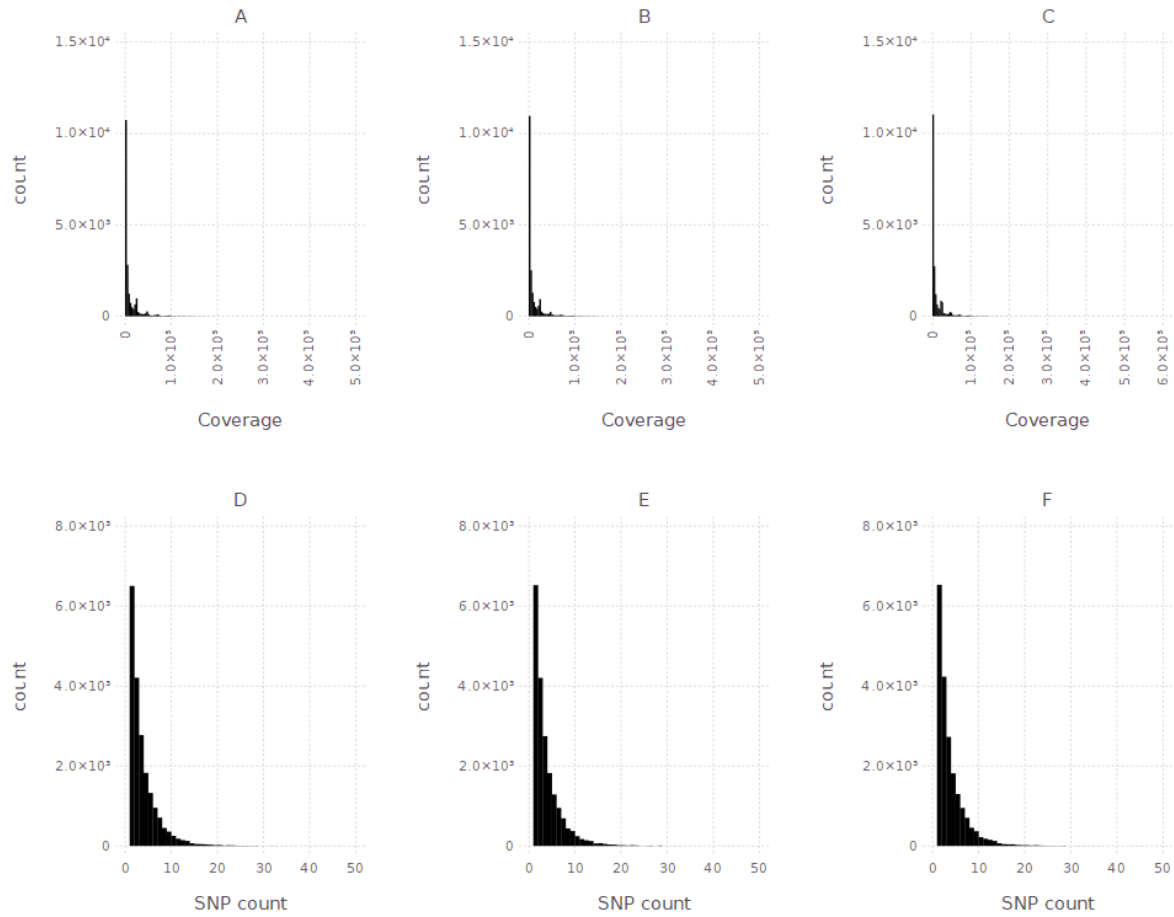 A B C
1.5×10⁴ 1.5×10⁴ 1.5×10⁴
1.0×10⁴ 1.0×10⁴ 1.0×10⁴
count count count
5.0×10³ 5.0×10³ 5.0×10³
0 0 0
0 1.0×10⁵ 2.0×10⁵ 3.0×10⁵ 4.0×10⁵ 5.0×10⁵ 0 1.0×10⁵ 2.0×10⁵ 3.0×10⁵ 4.0×10⁵ 5.0×10⁵ 0 1.0×10⁵ 2.0×10⁵ 3.0×10⁵ 4.0×10⁵ 5.0×10⁵ 6.0×10⁵
Coverage Coverage Coverage
D E F
8.0×10³ 8.0×10³ 8.0×10³
6.0×10³ 6.0×10³ 6.0×10³
count count count
4.0×10³ 4.0×10³ 4.0×10³
2.0×10³ 2.0×10³ 2.0×10³
0 0 0
0 10 20 30 40 50 0 10 20 30 40 50 0 10 20 30 40 50
SNP count SNP count SNP count